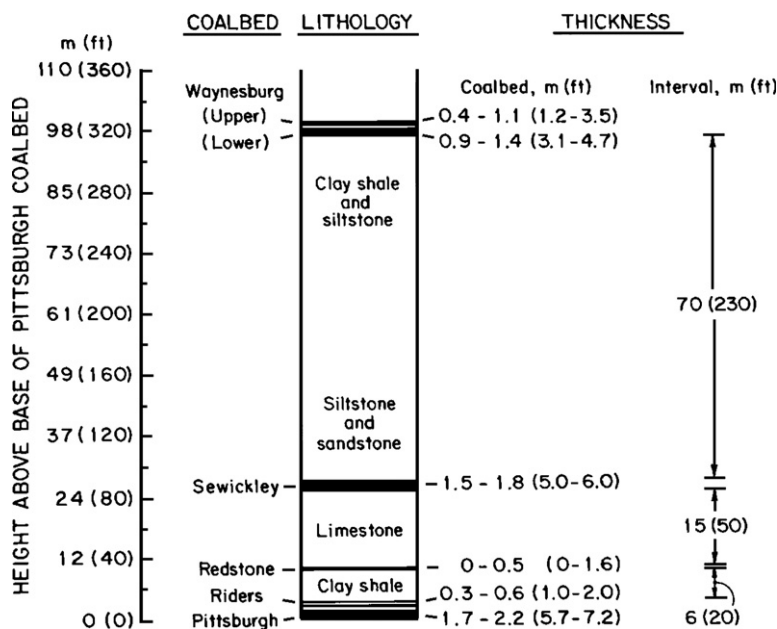 COALBED LITHOLOGY THICKNESS
m (ft)
110 (360)
Waynesburg Coalbed, m (ft) Interval, m (ft)
(Upper) 0.4 - 1.1 (1.2-3.5)
98 (320)
(Lower) 0.9 - 1.4 (3.1-4.7)
85 (280) Clay shale
and
siltstone
73 (240)
61 (200) 70 (230)
49 (160)
Siltstone
and
37 (120) sandstone
Sewickley 1.5 - 1.8 (5.0-6.0)
24 (80)
Limestone 15 (50)
12 (40)
Redstone 0-0.5 (0-1.6)
Clay shale
Riders 0.3 - 0.6 (1.0-2.0)
0 (0) Pittsburgh 1.7 - 2.2 (5.7-7.2) 6 (20)
HEIGHT ABOVE BASE OF PITTSBURGH COALBED